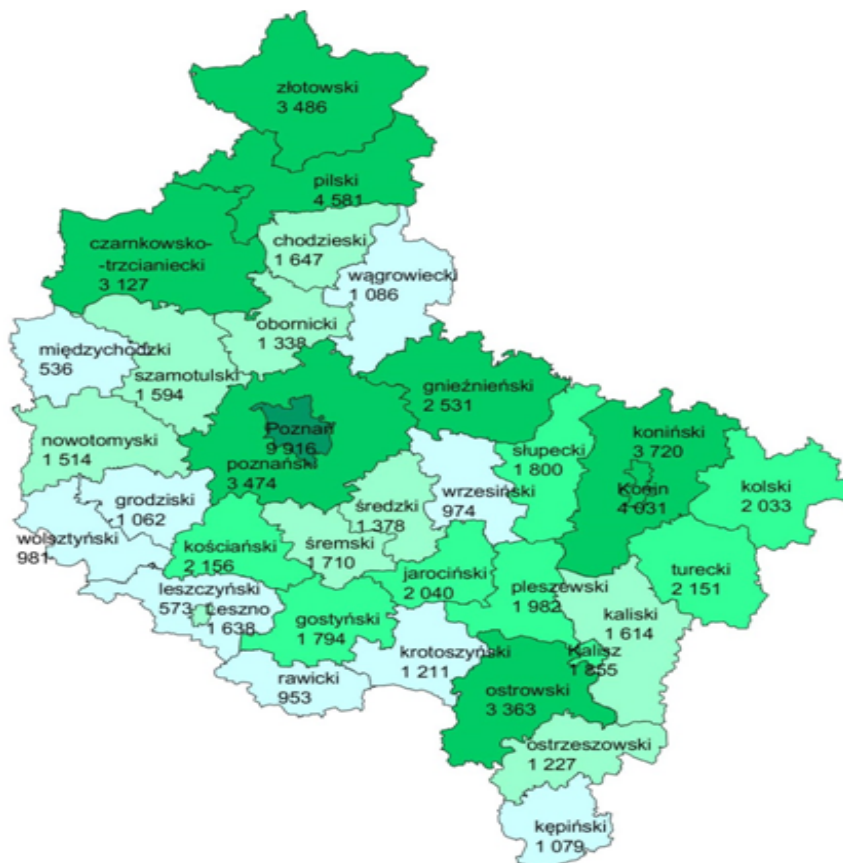 złotowski
3 486
pilski
4 581
czarnkowsko-
-trzcianiecki
3 127
chodzieski
1 647
wągrowiecki
1 086
obornicki
1 338
międzychodzki
536
szamotulski
1 594
gnieźnieński
2 531
nowotomyski
1 514
Poznań
9 916
poznański
3 474
słupecki
1 800
koniński
3 720
Konin
4 031
kolski
2 033
grodziski
1 062
średzki
1 378
wrzesiński
974
wolsztyński
981
kościański
2 156
śremski
1 710
jarociński
2 040
pleszewski
1 982
turecki
2 151
leszczyński
573
Leszno
1 638
gostyński
1 794
kaliski
1 614
Kalisz
1 855
krotoszyński
1 211
rawicki
953
ostrowski
3 363
ostrzeszowski
1 227
kępiński
1 079